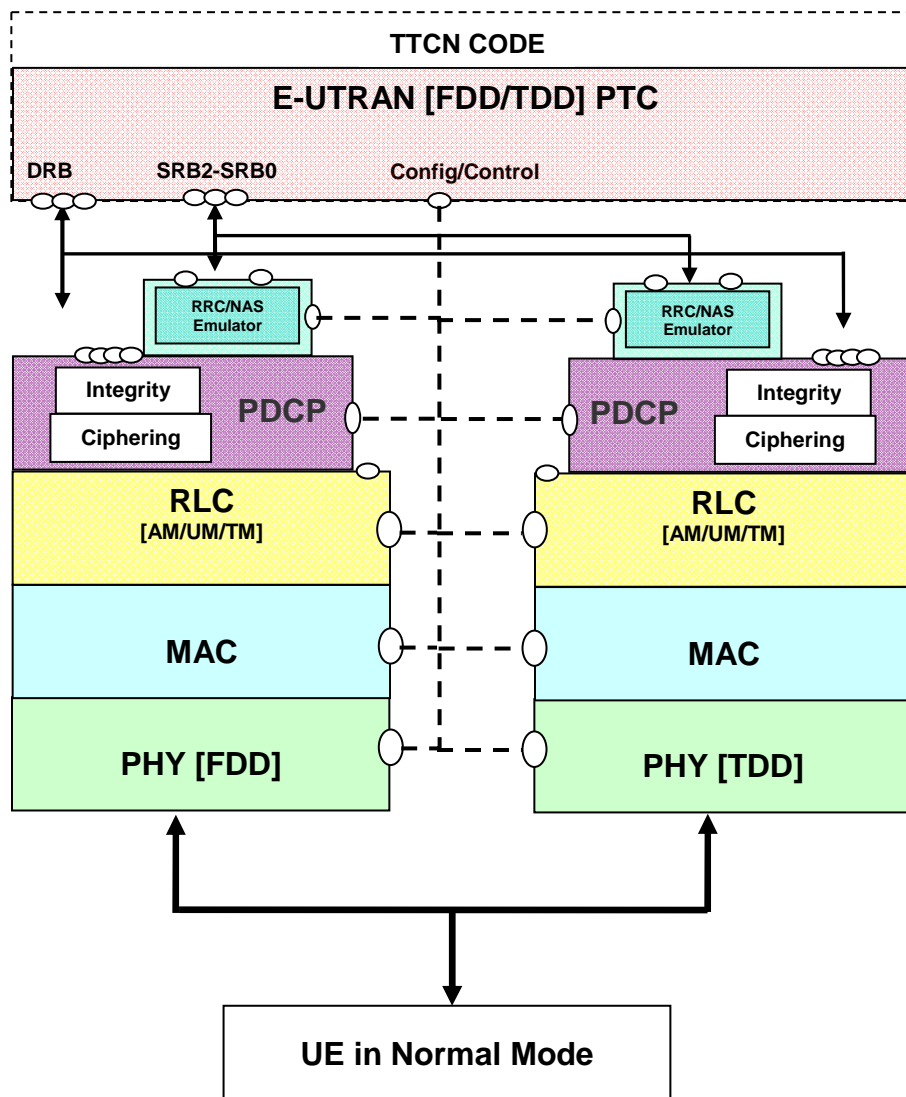 TTCN CODE
E-UTRAN [FDD/TDD] PTC
DRB
SRB2-SRB0
Config/Control
RRC/NAS
Emulator
RRC/NAS
Emulator
Integrity
Ciphering
PDCP
PDCP
Integrity
Ciphering
RLC
[AM/UM/TM]
RLC
[AM/UM/TM]
MAC
MAC
PHY [FDD]
PHY [TDD]
UE in Normal Mode